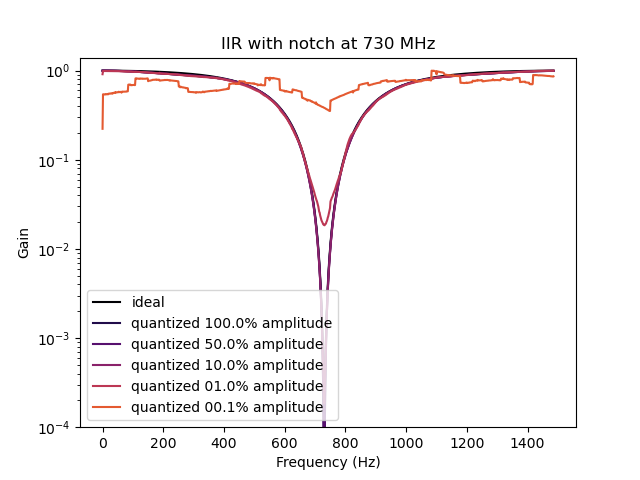 IIR with notch at 730 MHz
10⁰
10⁻¹
10⁻²
10⁻³
10⁻⁴
Gain
ideal
quantized 100.0% amplitude
quantized 50.0% amplitude
quantized 10.0% amplitude
quantized 01.0% amplitude
quantized 00.1% amplitude
0 200 400 600 800 1000 1200 1400
Frequency (Hz)